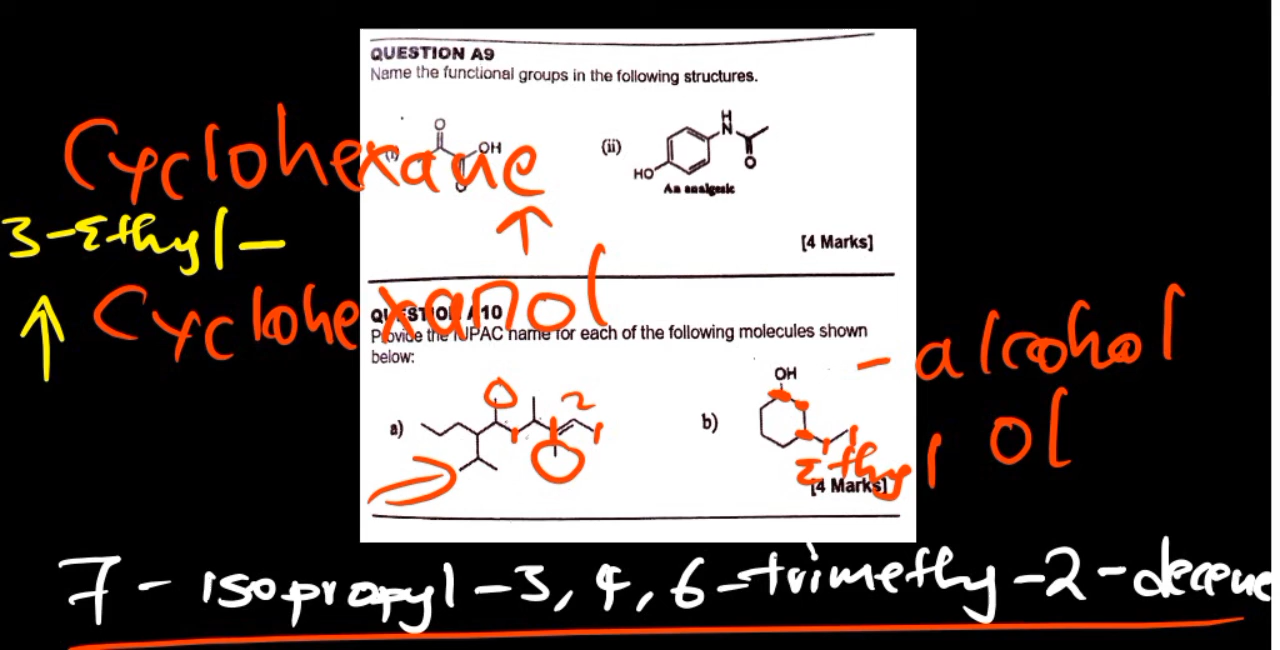 QUESTION A9
Name the functional groups in the following structures.
O
OH
O
(i)
(ii)
H
N
O
HO
An analgesic
Cyclohexane
3-Ethyl-
↑
↑
[4 Marks]
Cyclohexanol
QUESTION A10
Provide the IUPAC name for each of the following molecules shown
below:
- alcohol
ol
a)
2
1
b)
OH
Ethyl
[4 Marks]
7-isopropyl-3,4,6-trimethy-2-decene